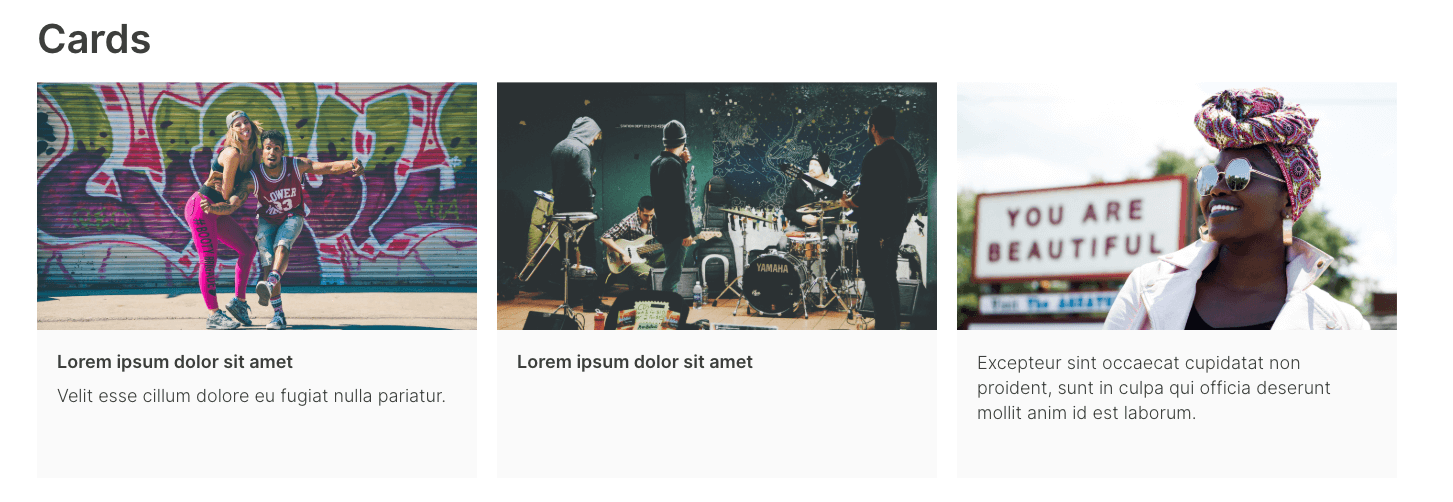 Cards
LOWER
33
YAMAHA
YOU ARE
BEAUTIFUL
Lorem ipsum dolor sit amet
Velit esse cillum dolore eu fugiat nulla pariatur.
Lorem ipsum dolor sit amet
Excepteur sint occaecat cupidatat non
proident, sunt in culpa qui officia deserunt
mollit anim id est laborum.